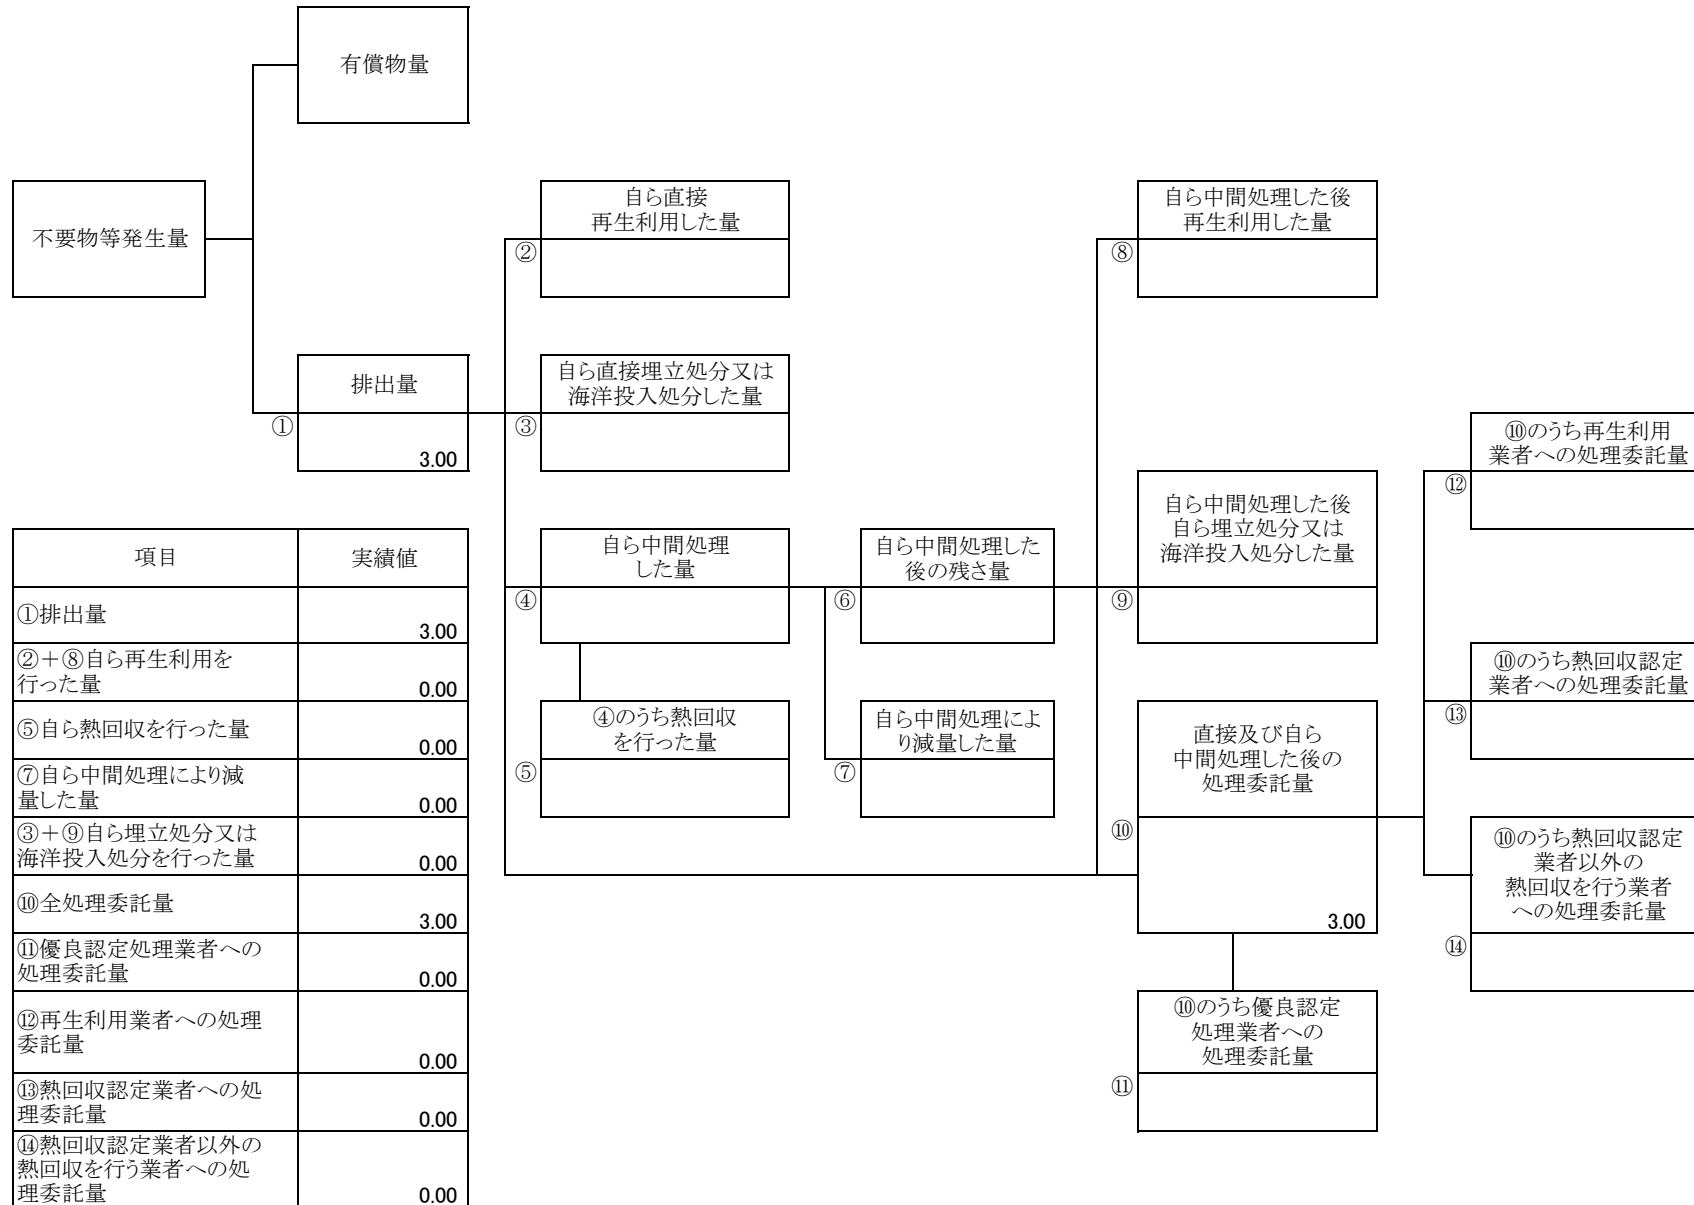 有償物量
不要物等発生量
排出量
①
3.00
自ら直接
再生利用した量
②
自ら直接埋立処分又は
海洋投入処分した量
③
自ら中間処理
した量
④
④のうち熱回収
を行った量
⑤
自ら中間処理した
後の残さ量
⑥
自ら中間処理によ
り減量した量
⑦
自ら中間処理した後
再生利用した量
⑧
自ら中間処理した後
自ら埋立処分又は
海洋投入処分した量
⑨
直接及び自ら
中間処理した後の
処理委託量
⑩
3.00
⑩のうち優良認定
処理業者への
処理委託量
⑪
⑩のうち再生利用
業者への処理委託量
⑫
⑩のうち熱回収認定
業者への処理委託量
⑬
⑩のうち熱回収認定
業者以外の
熱回収を行う業者
への処理委託量
⑭
項目 実績値
①排出量
3.00
②+⑧自ら再生利用を
行った量
0.00
⑤自ら熱回収を行った量
0.00
⑦自ら中間処理により減
量した量
0.00
③+⑨自ら埋立処分又は
海洋投入処分を行った量
0.00
⑩全処理委託量
3.00
⑪優良認定処理業者への
処理委託量
0.00
⑫再生利用業者への処理
委託量
0.00
⑬熱回収認定業者への処
理委託量
0.00
⑭熱回収認定業者以外の
熱回収を行う業者への処
理委託量
0.00